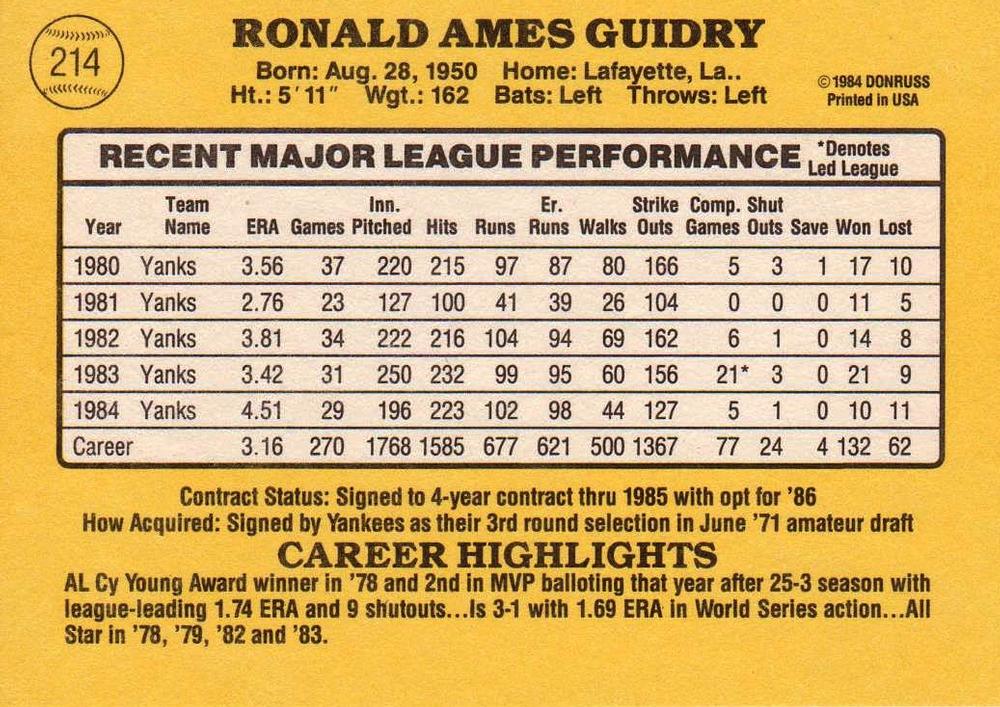 214
RONALD AMES GUIDRY
Born: Aug. 28, 1950 Home: Lafayette, La..
Ht.: 5'11" Wgt.: 162 Bats: Left Throws: Left
©1984 DONRUSS
Printed in USA
RECENT MAJOR LEAGUE PERFORMANCE *Denotes Led League
Year Team Name ERA Games Inn. Pitched Hits Runs Er. Runs Walks Strike Outs Comp. Games Shut Outs Save Won Lost
1980 Yanks 3.56 37 220 215 97 87 80 166 5 3 1 17 10
1981 Yanks 2.76 23 127 100 41 39 26 104 0 0 0 11 5
1982 Yanks 3.81 34 222 216 104 94 69 162 6 1 0 14 8
1983 Yanks 3.42 31 250 232 99 95 60 156 21* 3 0 21 9
1984 Yanks 4.51 29 196 223 102 98 44 127 5 1 0 10 11
Career 3.16 270 1768 1585 677 621 500 1367 77 24 4 132 62
Contract Status: Signed to 4-year contract thru 1985 with opt for '86
How Acquired: Signed by Yankees as their 3rd round selection in June '71 amateur draft
CAREER HIGHLIGHTS
AL Cy Young Award winner in '78 and 2nd in MVP balloting that year after 25-3 season with
league-leading 1.74 ERA and 9 shutouts...Is 3-1 with 1.69 ERA in World Series action...All
Star in '78, '79, '82 and '83.